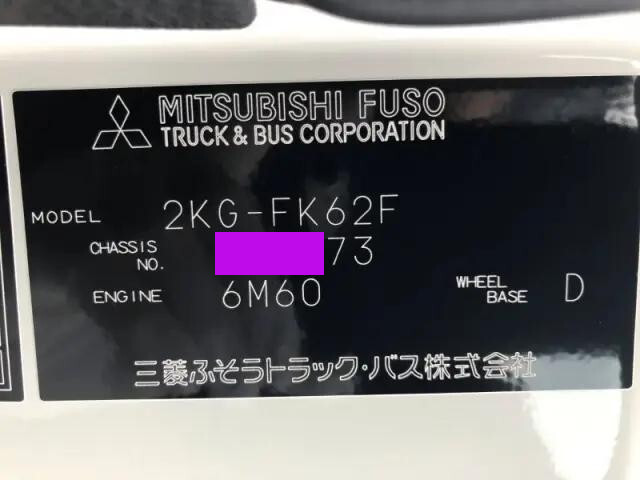 MITSUBISHI FUSO
TRUCK & BUS CORPORATION
MODEL 2KG-FK62F
CHASSIS NO. 73
ENGINE 6M60 WHEEL BASE D
三菱ふそうトラック・バス株式会社